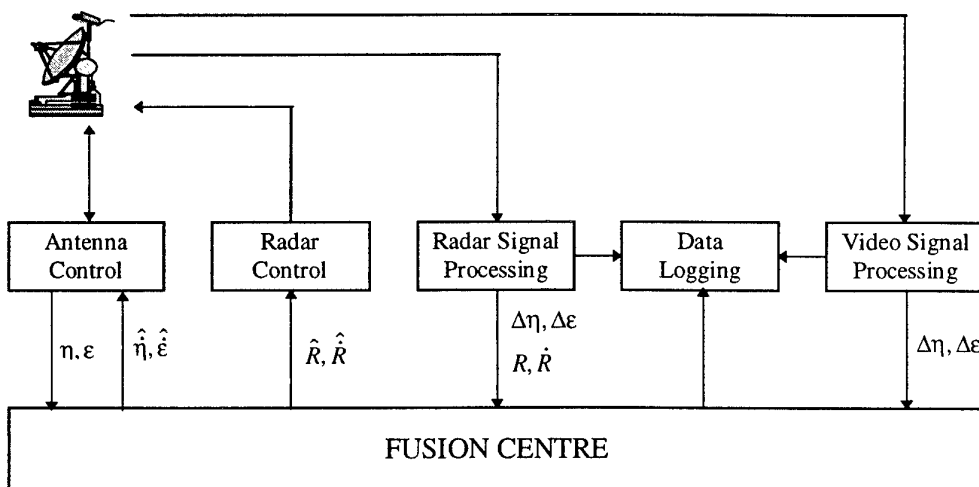 Antenna
Control
Radar
Control
Radar Signal
Processing
Data
Logging
Video Signal
Processing
η, ε
η̇̂, ε̇̂
R̂, Ṙ̂
Δη, Δε
R, Ṙ
Δη, Δε
FUSION CENTRE